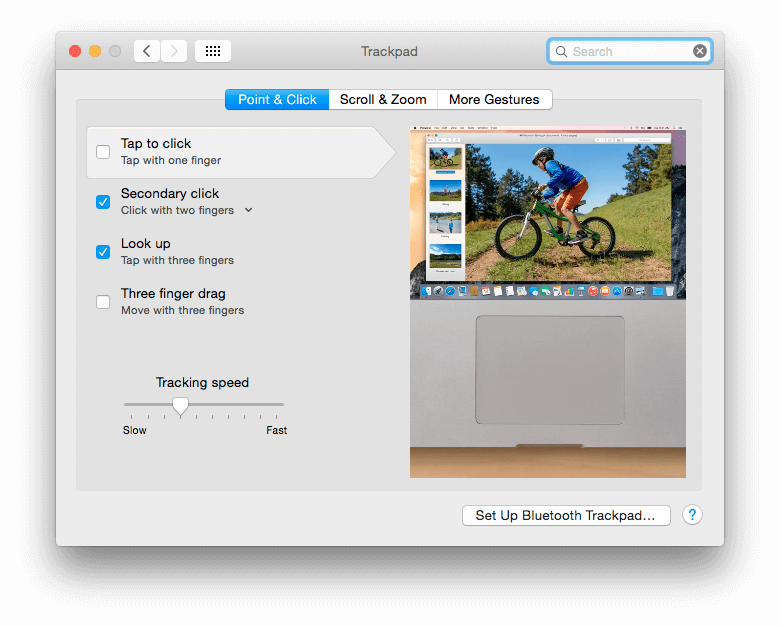 Trackpad
Search
Point & Click
Scroll & Zoom
More Gestures
Tap to click
Tap with one finger
Secondary click
Click with two fingers
Look up
Tap with three fingers
Three finger drag
Move with three fingers
Tracking speed
Slow
Fast
Set Up Bluetooth Trackpad…
?